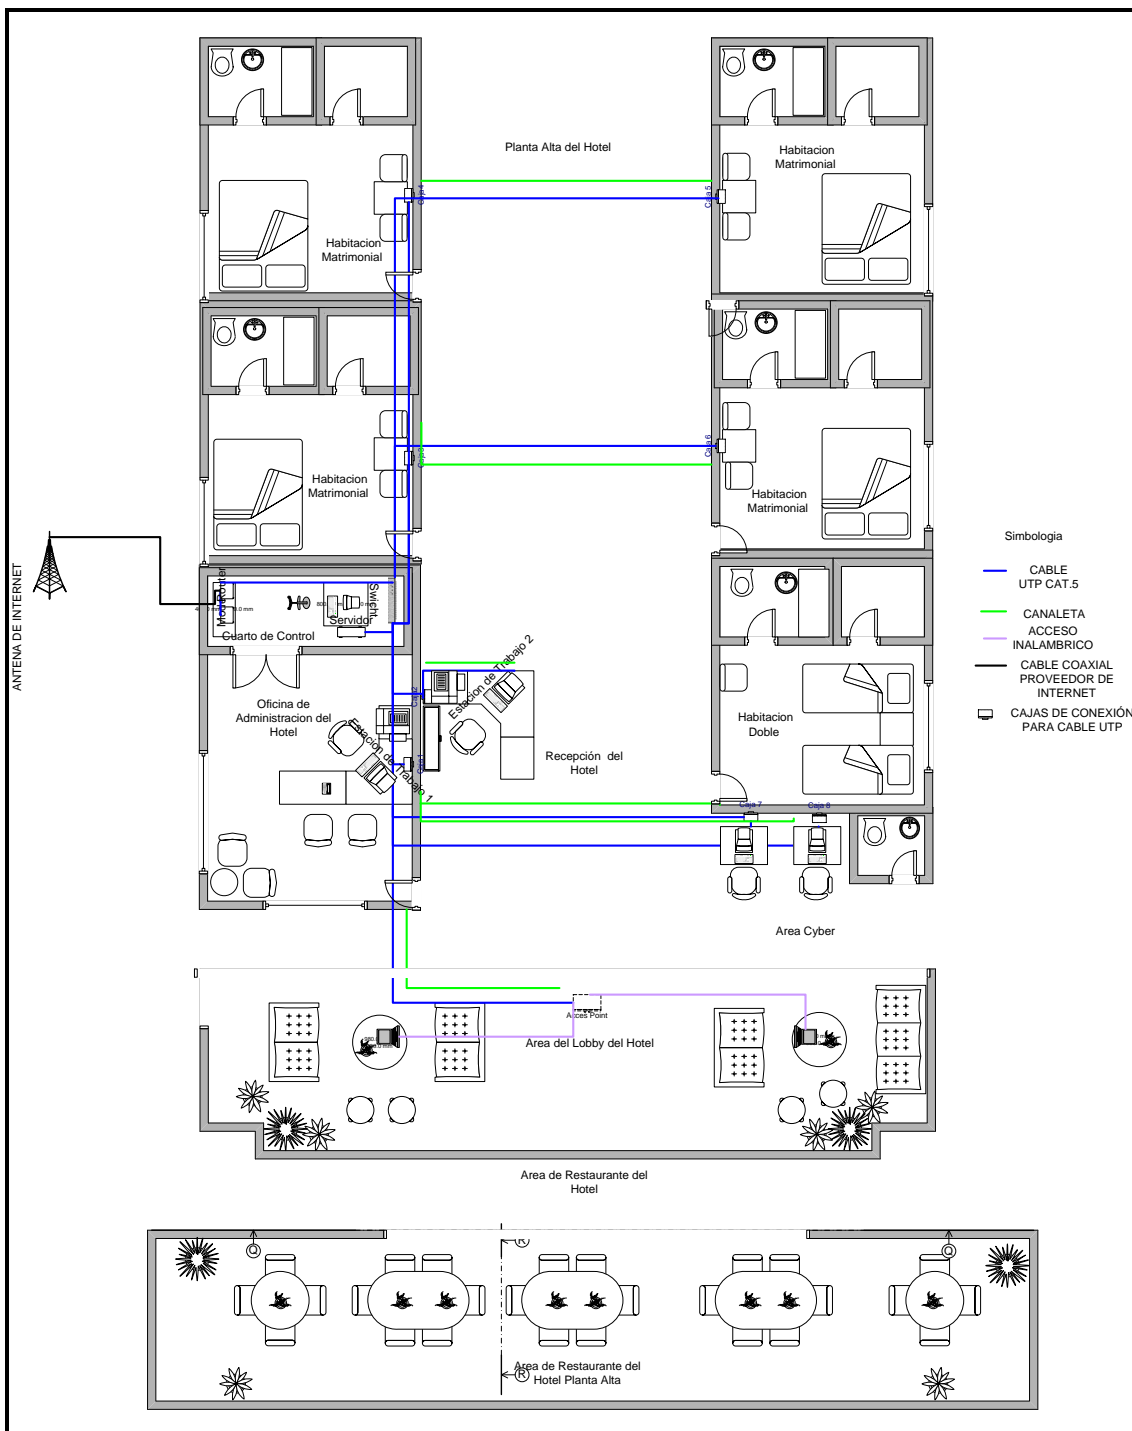 Planta Alta del Hotel
Habitacion
Matrimonial
Caja 4
Caja 5
Habitacion
Matrimonial
Habitacion
Matrimonial
Caja 6
Habitacion
Matrimonial
ANTENA DE INTERNET
Swicht
Servidor
Cuarto de Control
Simbologia
CABLE
UTP CAT.5
CANALETA
ACCESO
INALAMBRICO
CABLE COAXIAL
PROVEEDOR DE
INTERNET
CAJAS DE CONEXIÓN
PARA CABLE UTP
Oficina de
Administracion del
Hotel
Caja2
Estacion de Trabajo 2
Estacion de Trabajo 1
Caja 1
Recepción del
Hotel
Habitacion
Doble
Caja 7
Caja 8
Area Cyber
Acces Point
Area del Lobby del Hotel
Area de Restaurante del
Hotel
Q
R
Q
Area de Restaurante del
Hotel Planta Alta
R